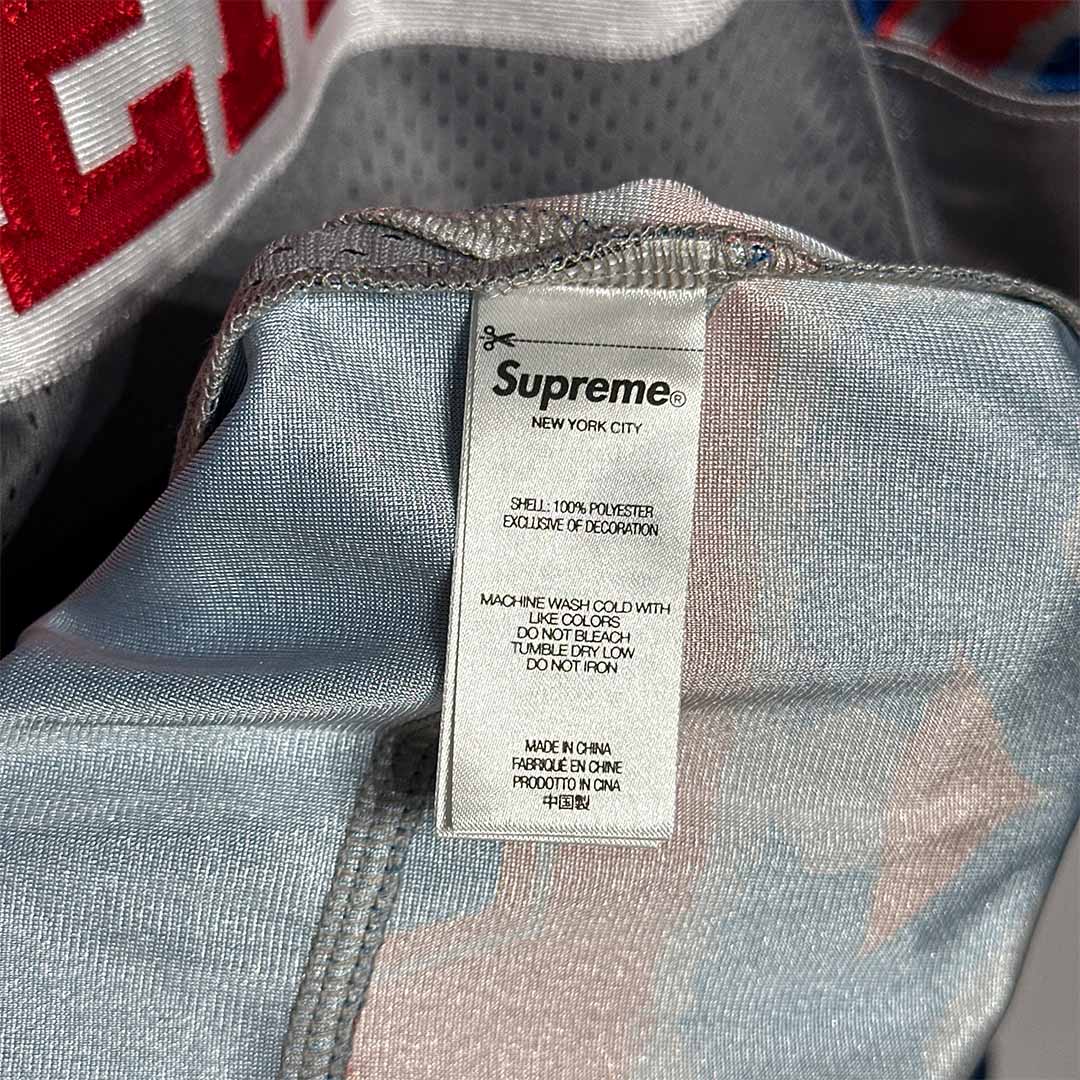 Supreme®
NEW YORK CITY
SHELL: 100% POLYESTER
EXCLUSIVE OF DECORATION
MACHINE WASH COLD WITH
LIKE COLORS
DO NOT BLEACH
TUMBLE DRY LOW
DO NOT IRON
MADE IN CHINA
FABRIQUÉ EN CHINE
PRODOTTO IN CINA
中国製